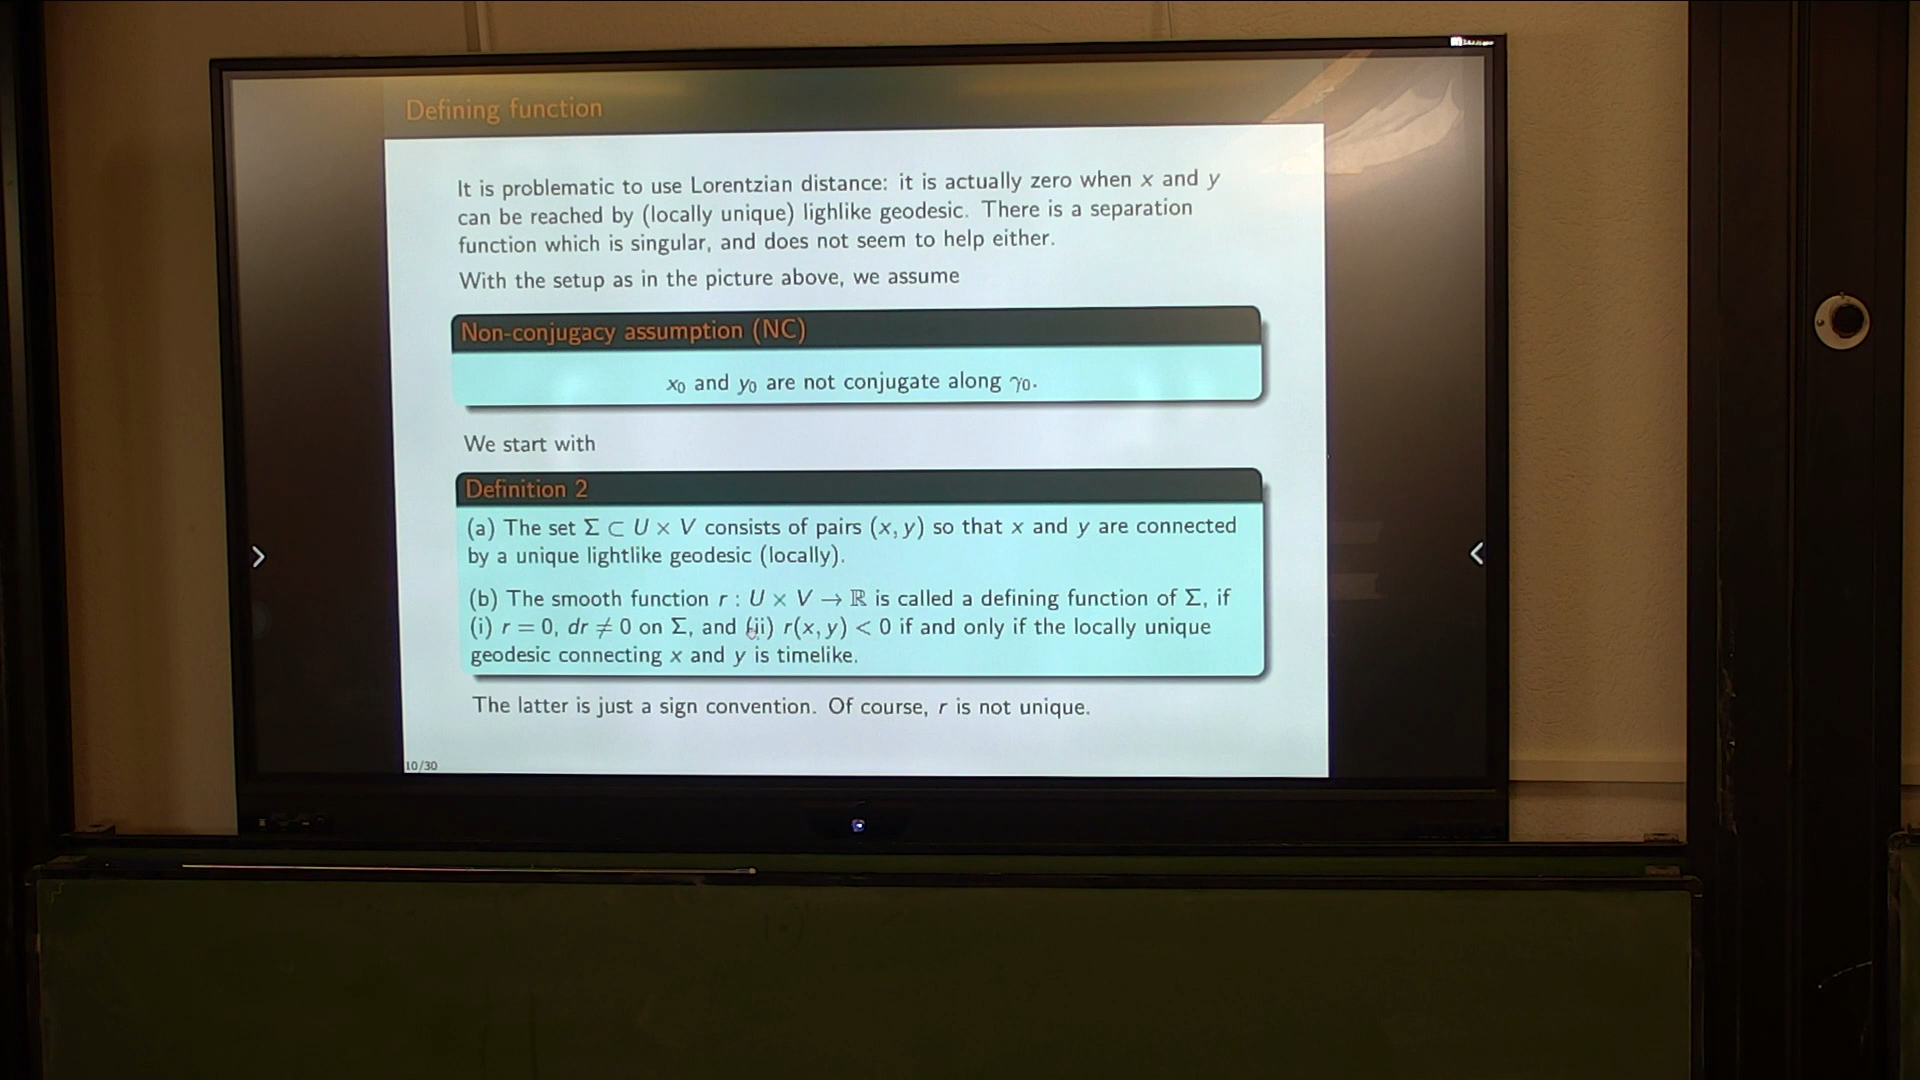 Defining function
It is problematic to use Lorentzian distance: it is actually zero when x and y
can be reached by (locally unique) lighlike geodesic. There is a separation
function which is singular, and does not seem to help either.
With the setup as in the picture above, we assume
Non-conjugacy assumption (NC)
x₀ and y₀ are not conjugate along γ₀.
We start with
Definition 2
(a) The set Σ ⊂ U × V consists of pairs (x, y) so that x and y are connected
by a unique lightlike geodesic (locally).
(b) The smooth function r : U × V → ℝ is called a defining function of Σ, if
(i) r = 0, dr ≠ 0 on Σ, and (ii) r(x, y) < 0 if and only if the locally unique
geodesic connecting x and y is timelike.
The latter is just a sign convention. Of course, r is not unique.
10/30